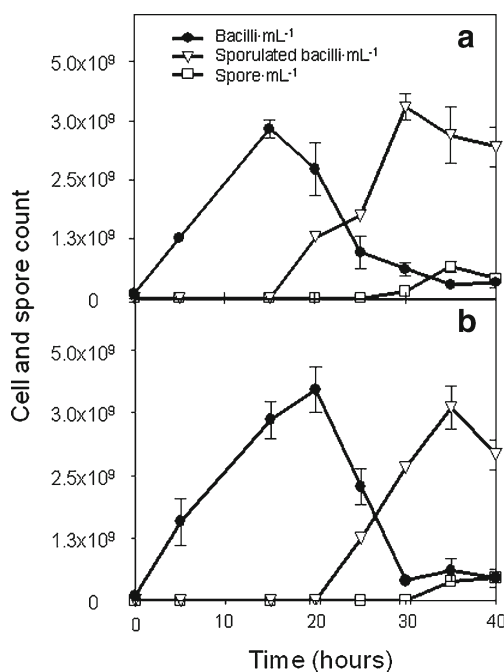 a
Bacilli·mL⁻¹
Sporulated bacilli·mL⁻¹
Spore·mL⁻¹
5.0x10⁹
3.0x10⁹
2.5x10⁹
1.3x10⁹
0
Cell and spore count
b
5.0x10⁹
3.0x10⁹
2.5x10⁹
1.3x10⁹
0
0 10 20 30 40
Time (hours)